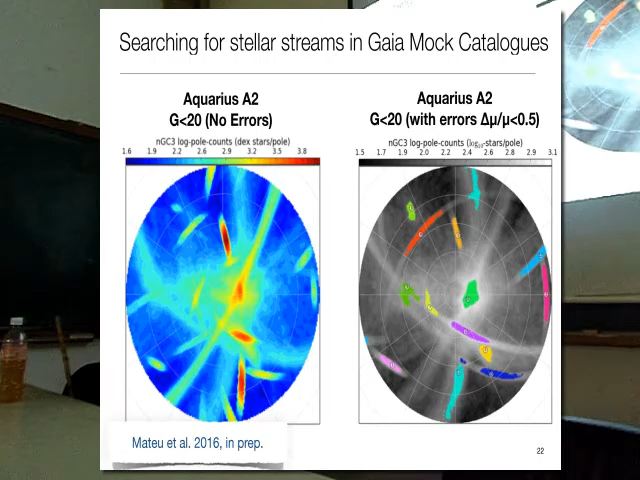 Searching for stellar streams in Gaia Mock Catalogues
Aquarius A2
G<20 (No Errors)
nGC3 log-pole-counts (dex stars/pole)
1.6 1.9 2.2 2.6 2.9 3.2 3.5 3.8
Aquarius A2
G<20 (with errors Δμ/μ<0.5)
nGC3 log-pole-counts (log₁₀-stars/pole)
1.5 1.7 1.9 2.0 2.2 2.4 2.6 2.8 2.9 3.1
Mateu et al. 2016, in prep.
22